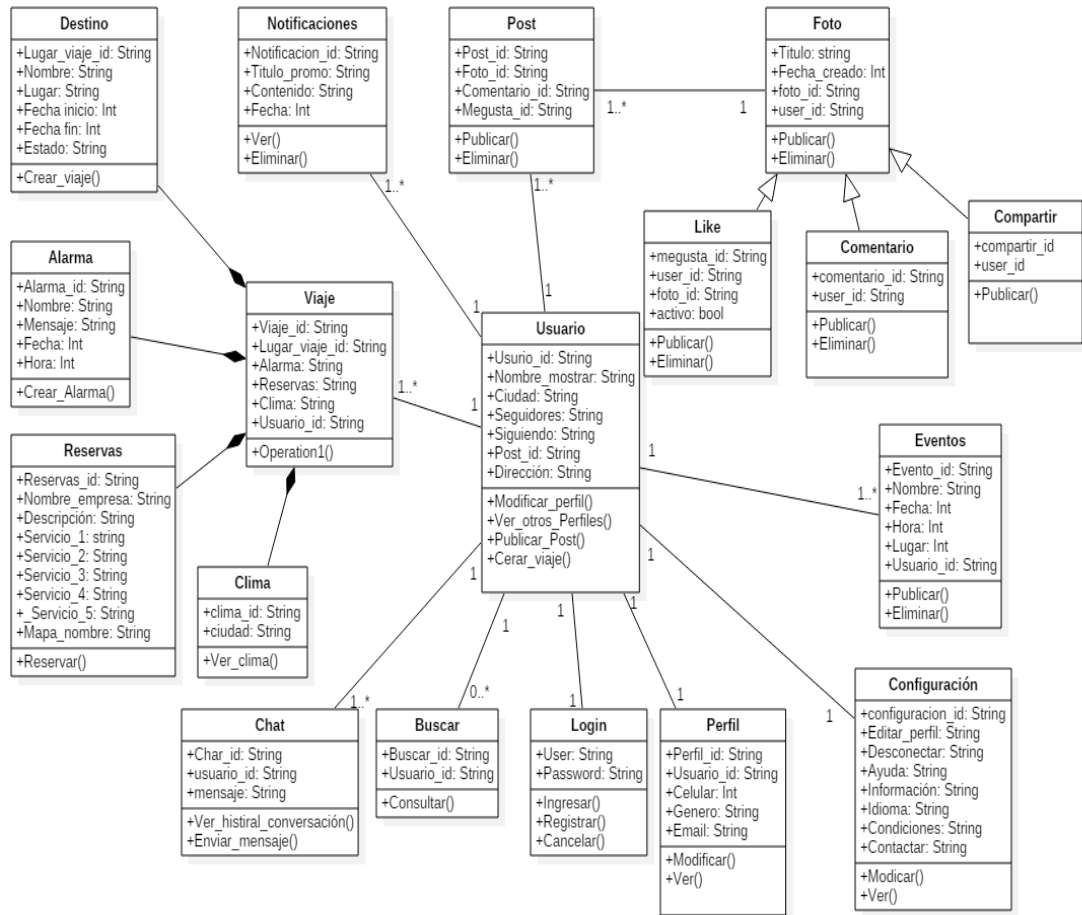 Destino
+Lugar_viaje_id: String
+Nombre: String
+Lugar: String
+Fecha inicio: Int
+Fecha fin: Int
+Estado: String
+Crear_viaje()
Notificaciones
+Notificacion_id: String
+Titulo_promo: String
+Contenido: String
+Fecha: Int
+Ver()
+Eliminar()
1..*
1
Post
+Post_id: String
+Foto_id: String
+Comentario_id: String
+Megusta_id: String
+Publicar()
+Eliminar()
1..*
1
1..*
1
Foto
+Titulo: string
+Fecha_creado: Int
+foto_id: String
+user_id: String
+Publicar()
+Eliminar()
Like
+megusta_id: String
+user_id: String
+foto_id: String
+activo: bool
+Publicar()
+Eliminar()
Comentario
+comentario_id: String
+user_id: String
+Publicar()
+Eliminar()
Compartir
+compartir_id
+user_id
+Publicar()
Alarma
+Alarma_id: String
+Nombre: String
+Mensaje: String
+Fecha: Int
+Hora: Int
+Crear_Alarma()
Viaje
+Viaje_id: String
+Lugar_viaje_id: String
+Alarma: String
+Reservas: String
+Clima: String
+Usuario_id: String
+Operation1()
1..*
1
Usuario
+Usurio_id: String
+Nombre_mostrar: String
+Ciudad: String
+Seguidores: String
+Siguiendo: String
+Post_id: String
+Dirección: String
+Modificar_perfil()
+Ver_otros_Perfiles()
+Publicar_Post()
+Cerar_viaje()
1
1..*
Eventos
+Evento_id: String
+Nombre: String
+Fecha: Int
+Hora: Int
+Lugar: Int
+Usuario_id: String
+Publicar()
+Eliminar()
Reservas
+Reservas_id: String
+Nombre_empresa: String
+Descripción: String
+Servicio_1: string
+Servicio_2: String
+Servicio_3: String
+Servicio_4: String
+_Servicio_5: String
+Mapa_nombre: String
+Reservar()
Clima
+clima_id: String
+ciudad: String
+Ver_clima()
1
1..*
1
0..*
1
1
1
1
1
1
Chat
+Char_id: String
+usuario_id: String
+mensaje: String
+Ver_histiral_conversación()
+Enviar_mensaje()
Buscar
+Buscar_id: String
+Usuario_id: String
+Consultar()
Login
+User: String
+Password: String
+Ingresar()
+Registrar()
+Cancelar()
Perfil
+Perfil_id: String
+Usuario_id: String
+Celular: Int
+Genero: String
+Email: String
+Modificar()
+Ver()
Configuración
+configuracion_id: String
+Editar_perfil: String
+Desconectar: String
+Ayuda: String
+Información: String
+Idioma: String
+Condiciones: String
+Contactar: String
+Modicar()
+Ver()